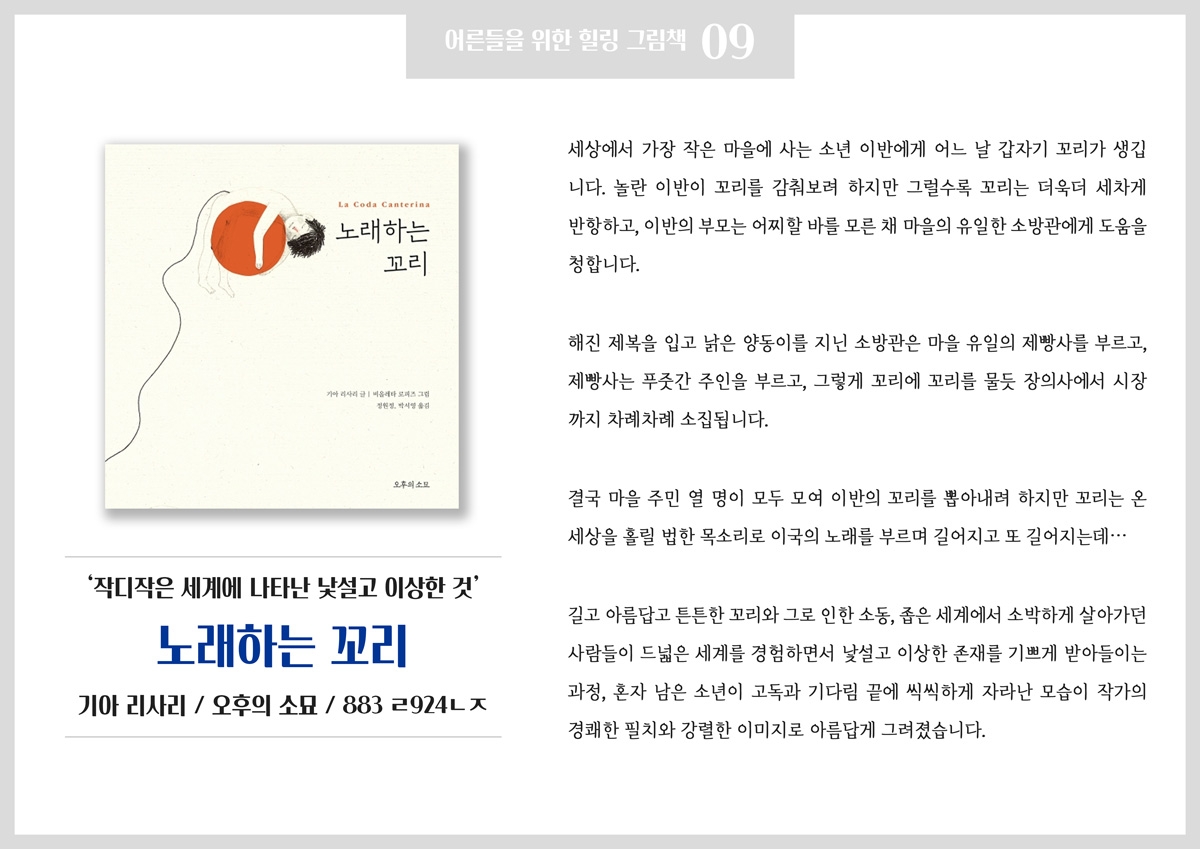 어른들을 위한 힐링 그림책 09
La Coda Canterina
노래하는
꼬리
기아 리사리 글 | 비올레타 로피즈 그림
정원정, 박서영 옮김
오후의 소묘
‘작디작은 세계에 나타난 낯설고 이상한 것’
노래하는 꼬리
기아 리사리 / 오후의 소묘 / 883 ㄹ924ㄴㅈ
세상에서 가장 작은 마을에 사는 소년 이반에게 어느 날 갑자기 꼬리가 생깁
니다. 놀란 이반이 꼬리를 감춰보려 하지만 그럴수록 꼬리는 더욱더 세차게
반항하고, 이반의 부모는 어찌할 바를 모른 채 마을의 유일한 소방관에게 도움을
청합니다.
해진 제복을 입고 낡은 양동이를 지닌 소방관은 마을 유일의 제빵사를 부르고,
제빵사는 푸줏간 주인을 부르고, 그렇게 꼬리에 꼬리를 물듯 장의사에서 시장
까지 차례차례 소집됩니다.
결국 마을 주민 열 명이 모두 모여 이반의 꼬리를 뽑아내려 하지만 꼬리는 온
세상을 홀릴 법한 목소리로 이국의 노래를 부르며 길어지고 또 길어지는데…
길고 아름답고 튼튼한 꼬리와 그로 인한 소동, 좁은 세계에서 소박하게 살아가던
사람들이 드넓은 세계를 경험하면서 낯설고 이상한 존재를 기쁘게 받아들이는
과정, 혼자 남은 소년이 고독과 기다림 끝에 씩씩하게 자라난 모습이 작가의
경쾌한 필치와 강렬한 이미지로 아름답게 그려졌습니다.